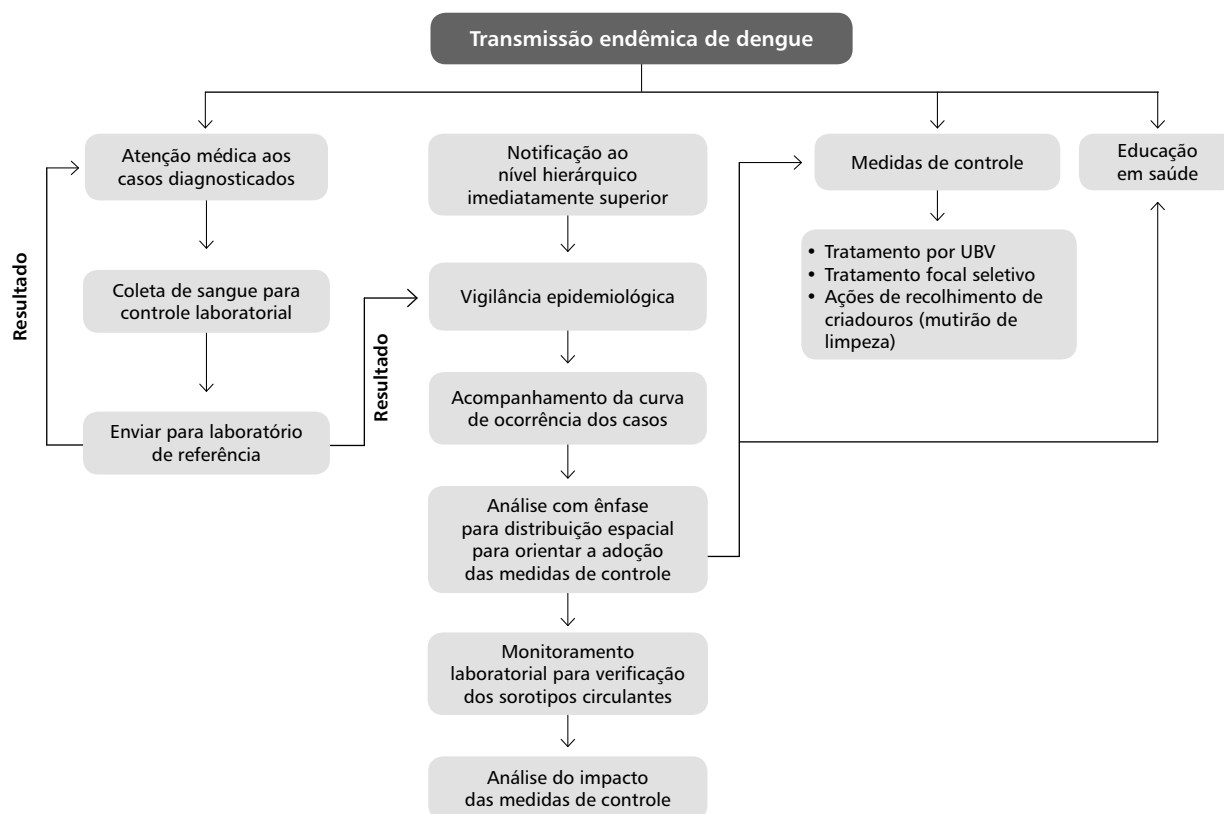 Transmissão endêmica de dengue
Atenção médica aos
casos diagnosticados
Coleta de sangue para
controle laboratorial
Enviar para laboratório
de referência
Resultado
Resultado
Notificação ao
nível hierárquico
imediatamente superior
Vigilância epidemiológica
Acompanhamento da curva
de ocorrência dos casos
Análise com ênfase
para distribuição espacial
para orientar a adoção
das medidas de controle
Monitoramento
laboratorial para verificação
dos sorotipos circulantes
Análise do impacto
das medidas de controle
Medidas de controle
• Tratamento por UBV
• Tratamento focal seletivo
• Ações de recolhimento de
criadouros (mutirão de
limpeza)
Educação
em saúde